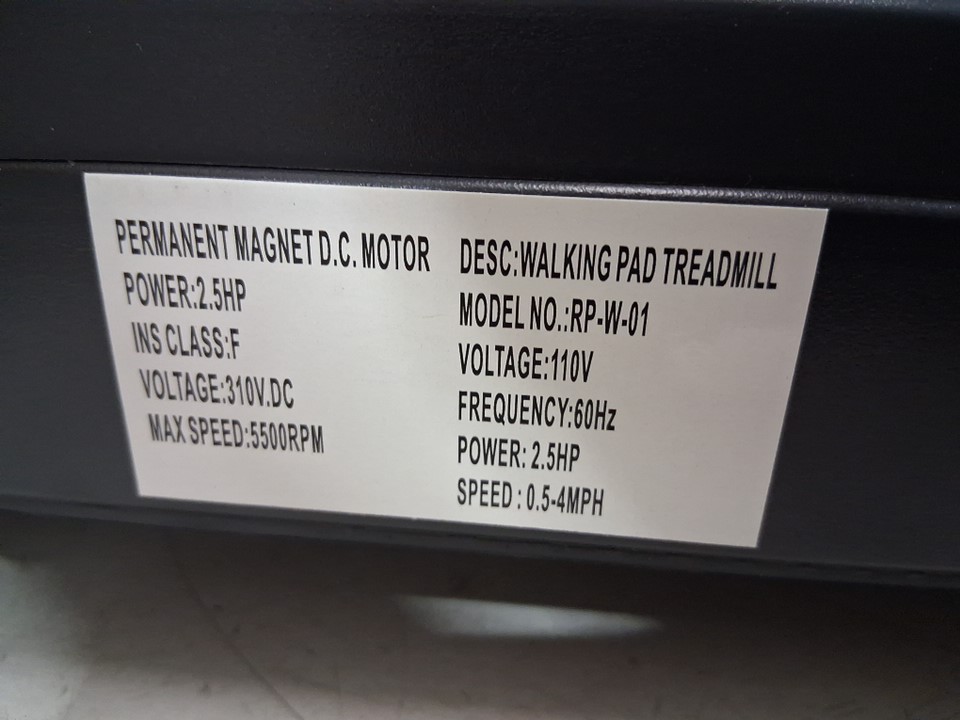 PERMANENT MAGNET D.C. MOTOR
POWER:2.5HP
INS CLASS:F
VOLTAGE:310V.DC
MAX SPEED:5500RPM
DESC:WALKING PAD TREADMILL
MODEL NO.:RP-W-01
VOLTAGE:110V
FREQUENCY:60Hz
POWER: 2.5HP
SPEED : 0.5-4MPH